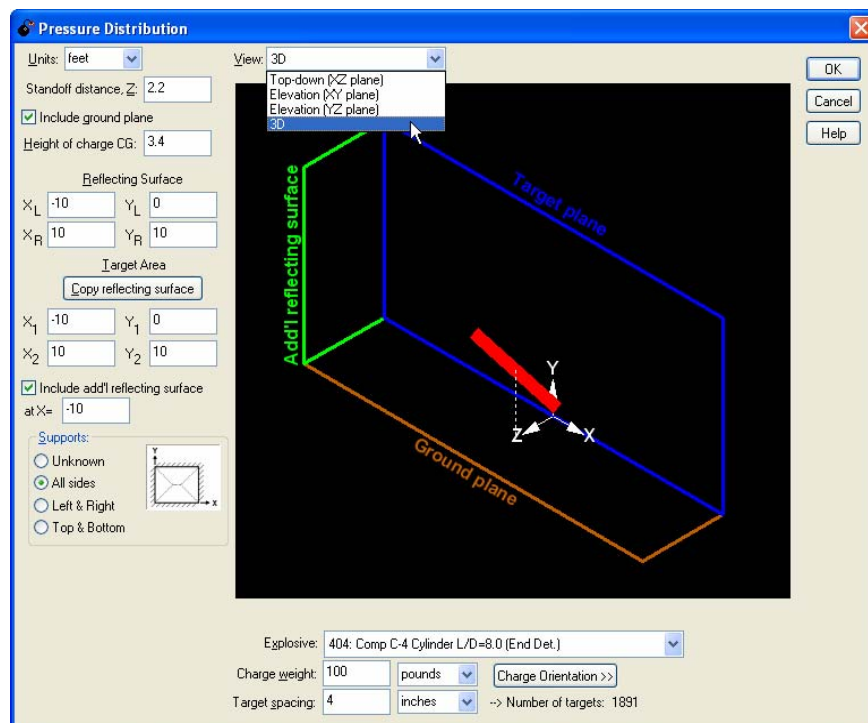 Pressure Distribution
Units: feet
View: 3D
Top-down (XZ plane)
Elevation (XY plane)
Elevation (YZ plane)
3D
OK
Cancel
Help
Standoff distance, Z: 2.2
Include ground plane
Height of charge CG: 3.4
Reflecting Surface
XL -10 YL 0
XR 10 YR 10
Target Area
Copy reflecting surface
X1 -10 Y1 0
X2 10 Y2 10
Include add'l reflecting surface
at X= -10
Supports:
Unknown
All sides
Left & Right
Top & Bottom
Y
x
Add'l reflecting surface
Target plane
Ground plane
Y
Z
X
Explosive: 404: Comp C-4 Cylinder L/D=8.0 (End Det.)
Charge weight: 100 pounds Charge Orientation >>
Target spacing: 4 inches --> Number of targets: 1891